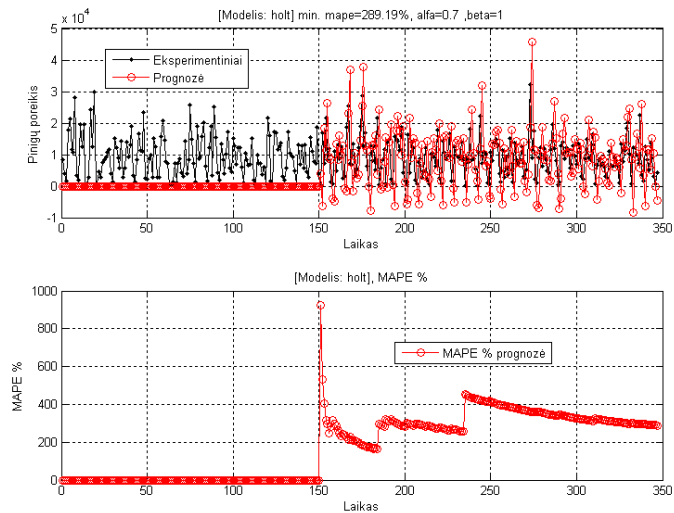 [Modelis: holt] min. mape=289.19%, alfa=0.7 ,beta=1
x 10^4
5
4
3
2
1
0
-1
Pinigų poreikis
Eksperimentiniai
Prognozė
0 50 100 150 200 250 300 350
Laikas
[Modelis: holt], MAPE %
1000
800
600
400
200
0
MAPE %
MAPE % prognozė
0 50 100 150 200 250 300 350
Laikas